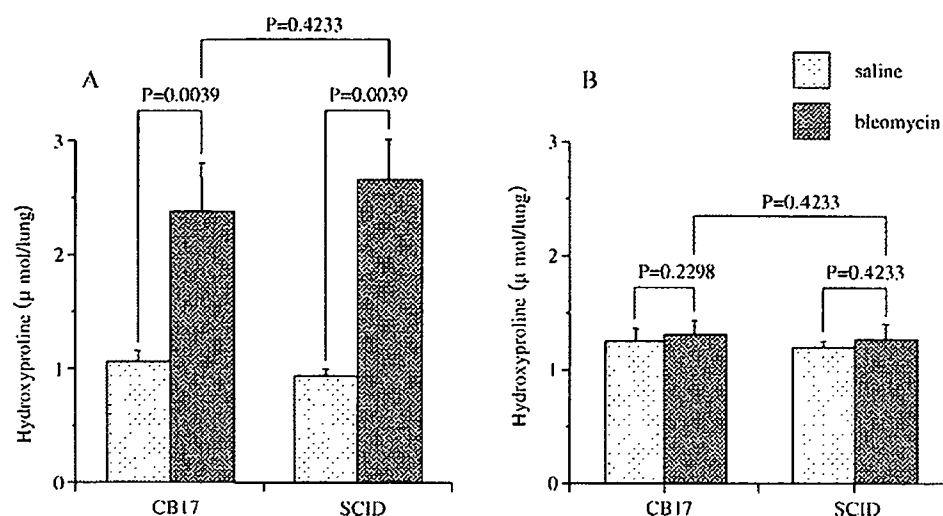 P=0.4233
A
P=0.0039
P=0.0039
3
2
1
0
Hydroxyproline (μ mol/lung)
CB17
SCID
B
saline
bleomycin
P=0.4233
P=0.2298
P=0.4233
3
2
1
0
Hydroxyproline (μ mol/lung)
CB17
SCID